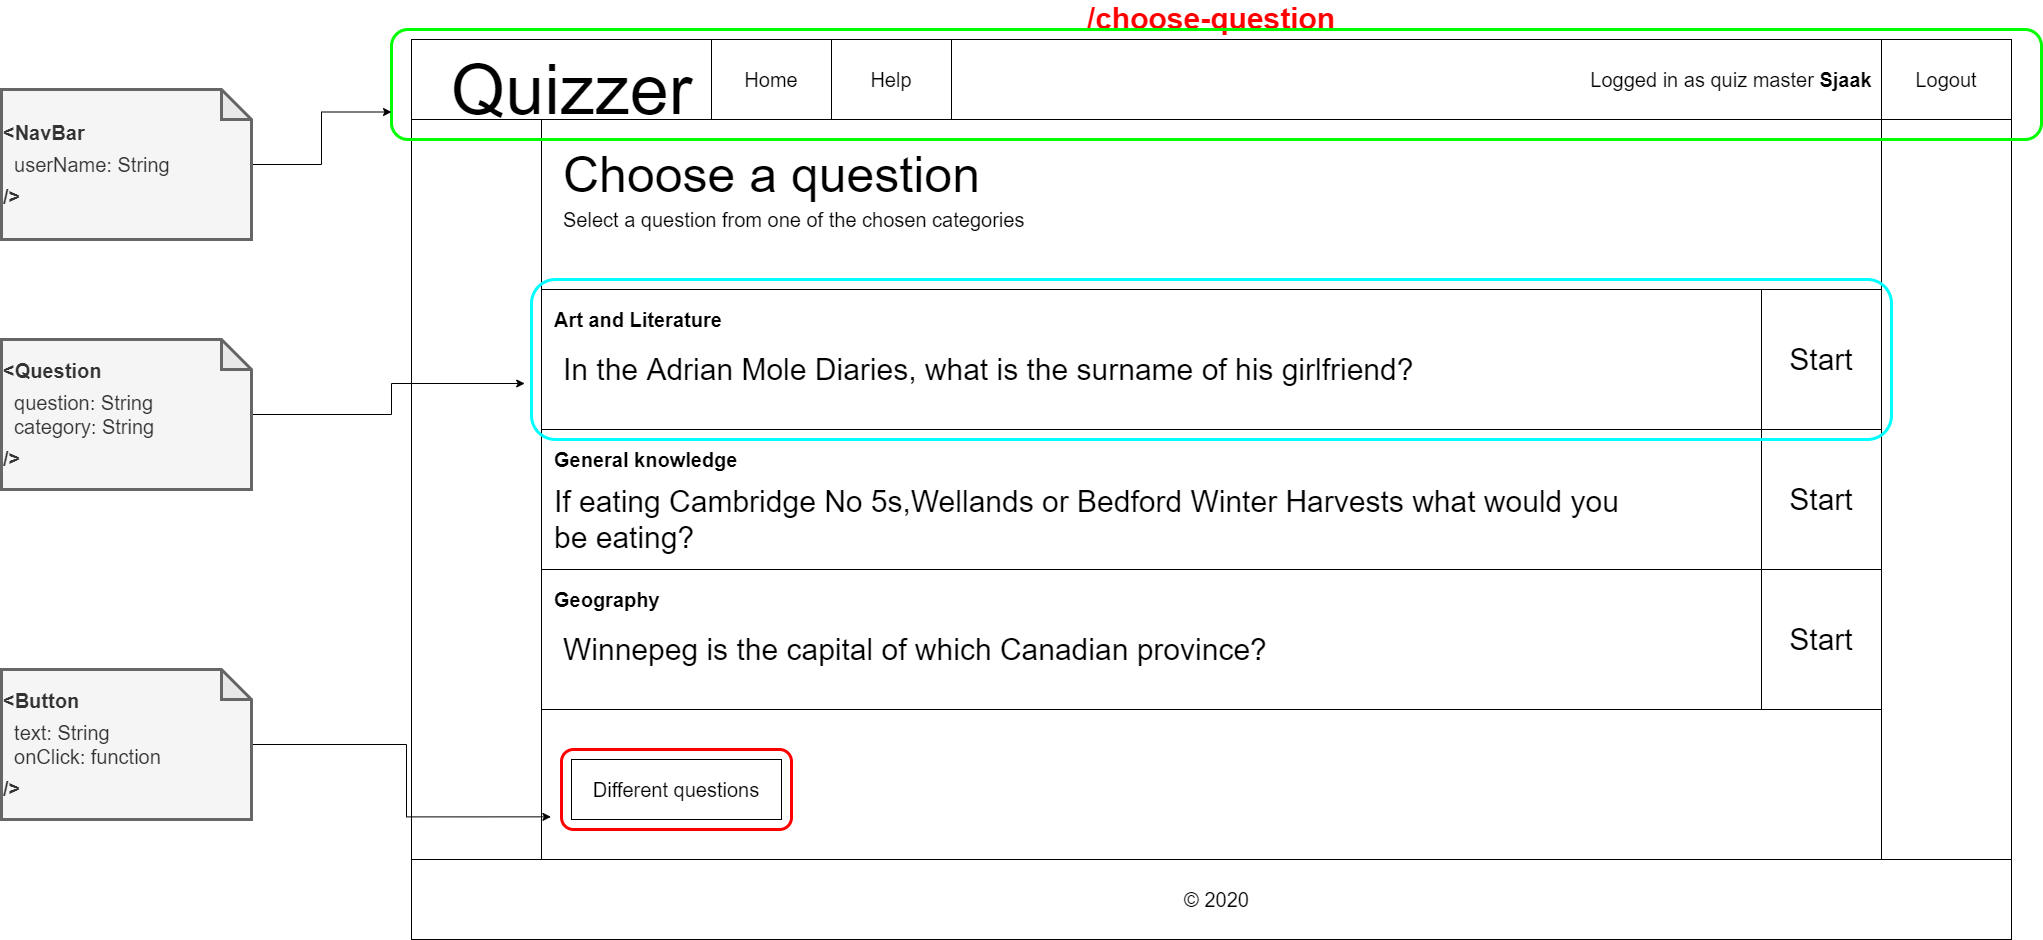 /choose-question
Quizzer
Home
Help
Logged in as quiz master Sjaak
Logout
<NavBar
userName: String
/>
Choose a question
Select a question from one of the chosen categories
<Question
question: String
category: String
/>
Art and Literature
In the Adrian Mole Diaries, what is the surname of his girlfriend?
Start
General knowledge
If eating Cambridge No 5s,Wellands or Bedford Winter Harvests what would you
be eating?
Start
Geography
Winnepeg is the capital of which Canadian province?
Start
<Button
text: String
onClick: function
/>
Different questions
© 2020